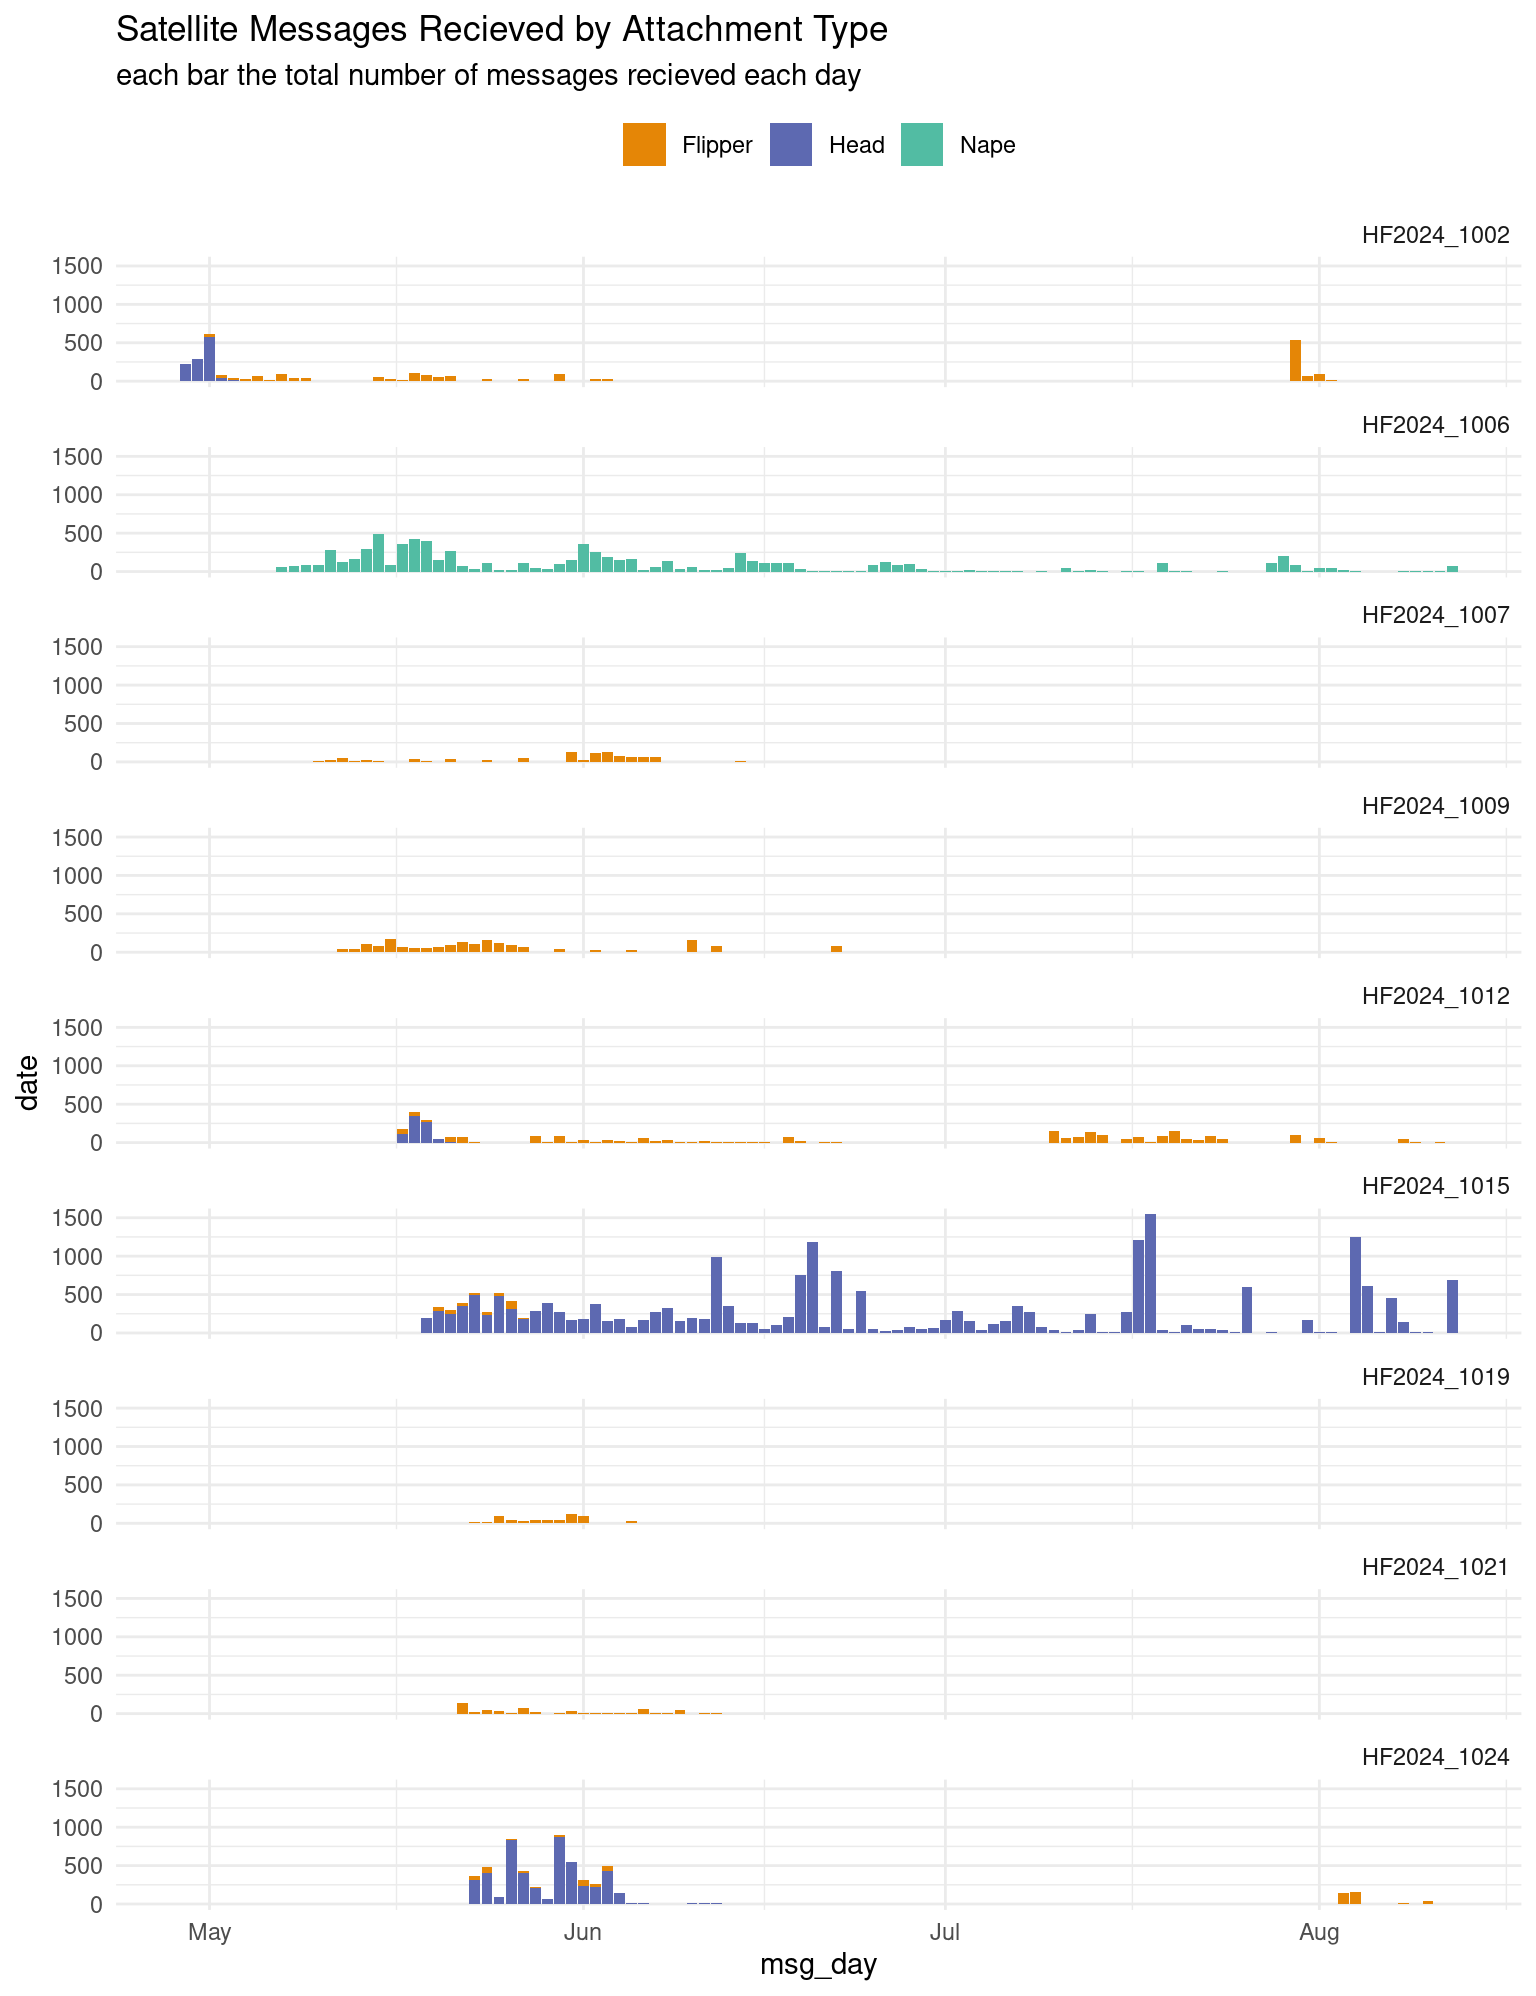 Satellite Messages Recieved by Attachment Type
each bar the total number of messages recieved each day
Flipper Head Nape
HF2024_1002
1500
1000
500
0
HF2024_1006
1500
1000
500
0
HF2024_1007
1500
1000
500
0
HF2024_1009
1500
1000
500
0
HF2024_1012
1500
1000
500
0
date
HF2024_1015
1500
1000
500
0
HF2024_1019
1500
1000
500
0
HF2024_1021
1500
1000
500
0
HF2024_1024
1500
1000
500
0
May Jun Jul Aug
msg_day